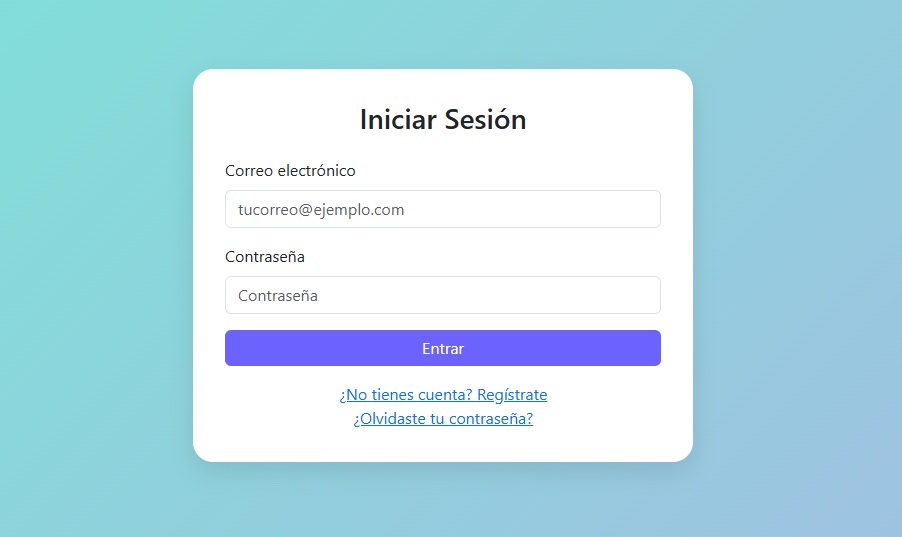 Iniciar Sesión
Correo electrónico
tucorreo@ejemplo.com
Contraseña
Contraseña
Entrar
¿No tienes cuenta? Regístrate
¿Olvidaste tu contraseña?